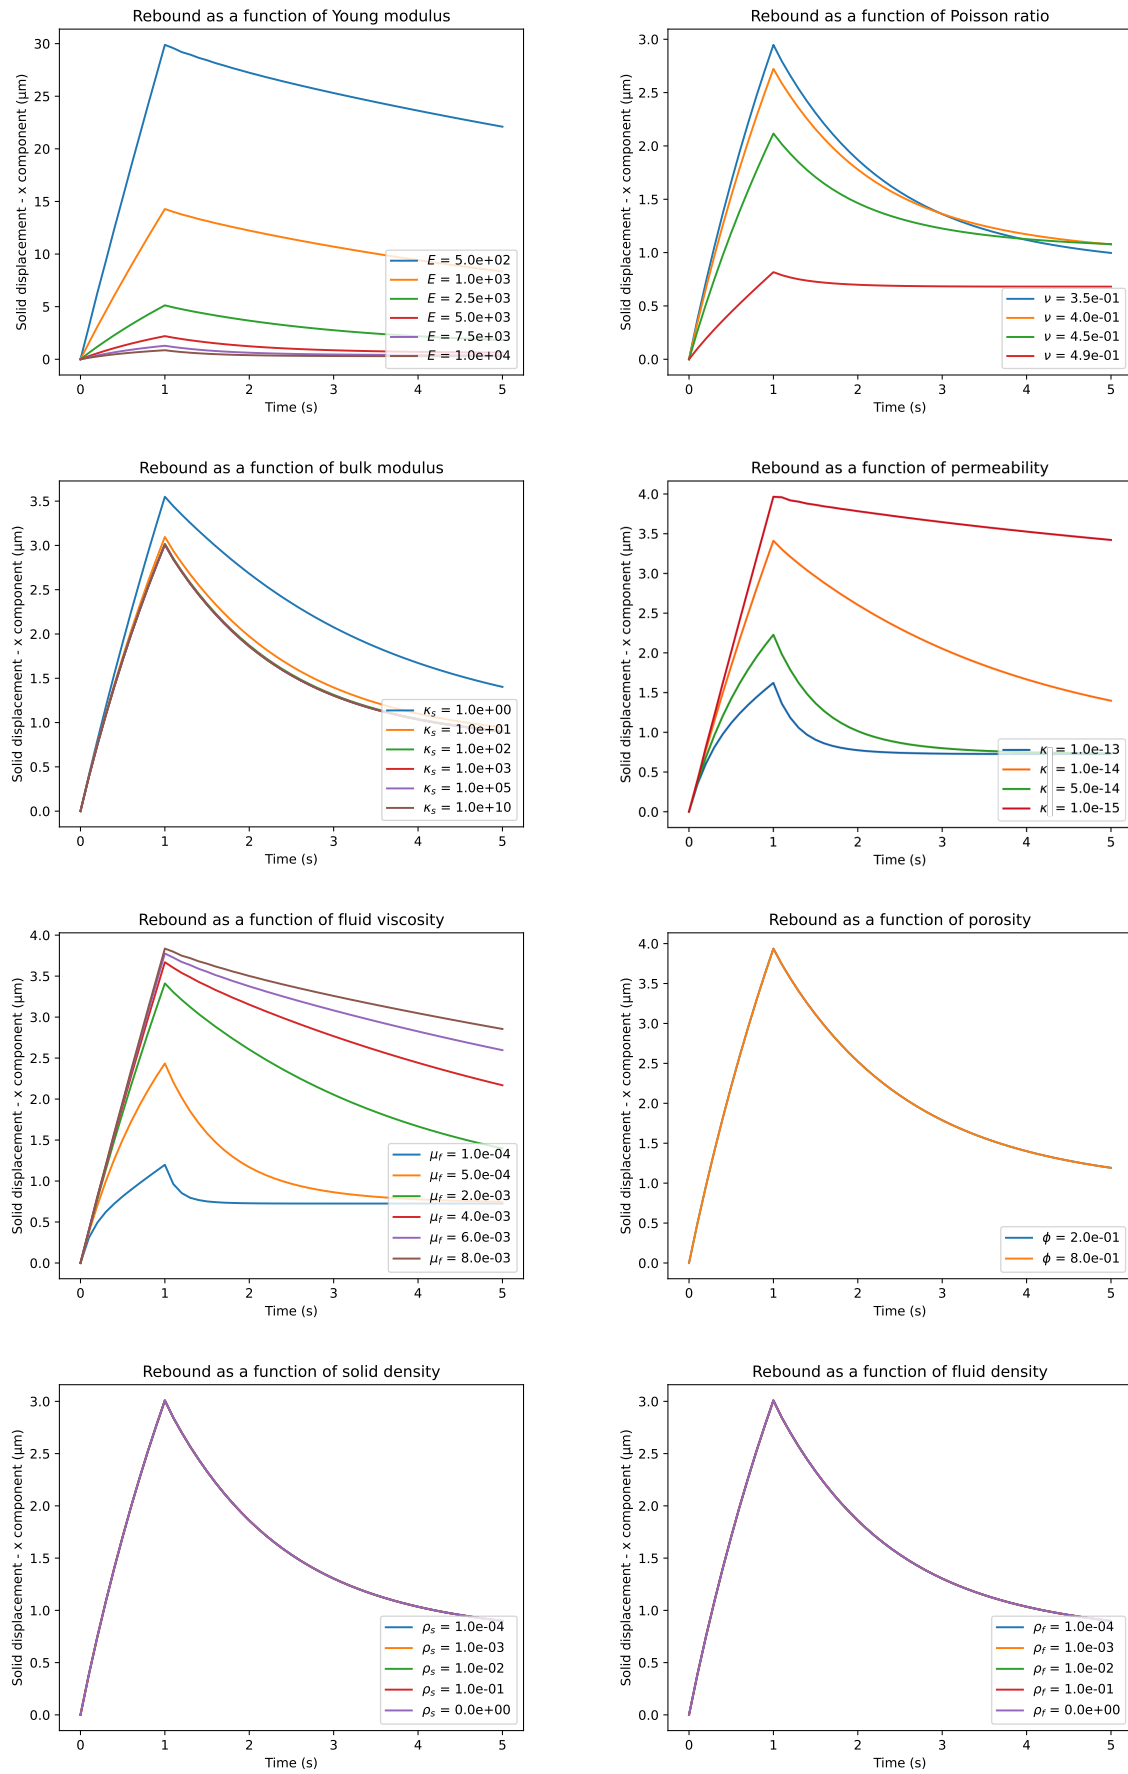 Rebound as a function of Young modulus
Solid displacement - x component (μm)
30
25
20
15
10
5
0
E = 5.0e+02
E = 1.0e+03
E = 2.5e+03
E = 5.0e+03
E = 7.5e+03
E = 1.0e+04
0 1 2 3 4 5
Time (s)
Rebound as a function of Poisson ratio
Solid displacement - x component (μm)
3.0
2.5
2.0
1.5
1.0
0.5
0.0
ν = 3.5e-01
ν = 4.0e-01
ν = 4.5e-01
ν = 4.9e-01
0 1 2 3 4 5
Time (s)
Rebound as a function of bulk modulus
Solid displacement - x component (μm)
3.5
3.0
2.5
2.0
1.5
1.0
0.5
0.0
κₛ = 1.0e+00
κₛ = 1.0e+01
κₛ = 1.0e+02
κₛ = 1.0e+03
κₛ = 1.0e+05
κₛ = 1.0e+10
0 1 2 3 4 5
Time (s)
Rebound as a function of permeability
Solid displacement - x component (μm)
4.0
3.5
3.0
2.5
2.0
1.5
1.0
0.5
0.0
κ = 1.0e-13
κ = 1.0e-14
κ = 5.0e-14
κ = 1.0e-15
0 1 2 3 4 5
Time (s)
Rebound as a function of fluid viscosity
Solid displacement - x component (μm)
4.0
3.5
3.0
2.5
2.0
1.5
1.0
0.5
0.0
μ_f = 1.0e-04
μ_f = 5.0e-04
μ_f = 2.0e-03
μ_f = 4.0e-03
μ_f = 6.0e-03
μ_f = 8.0e-03
0 1 2 3 4 5
Time (s)
Rebound as a function of porosity
Solid displacement - x component (μm)
4.0
3.5
3.0
2.5
2.0
1.5
1.0
0.5
0.0
ϕ = 2.0e-01
ϕ = 8.0e-01
0 1 2 3 4 5
Time (s)
Rebound as a function of solid density
Solid displacement - x component (μm)
3.0
2.5
2.0
1.5
1.0
0.5
0.0
ρₛ = 1.0e-04
ρₛ = 1.0e-03
ρₛ = 1.0e-02
ρₛ = 1.0e-01
ρₛ = 0.0e+00
0 1 2 3 4 5
Time (s)
Rebound as a function of fluid density
Solid displacement - x component (μm)
3.0
2.5
2.0
1.5
1.0
0.5
0.0
ρ_f = 1.0e-04
ρ_f = 1.0e-03
ρ_f = 1.0e-02
ρ_f = 1.0e-01
ρ_f = 0.0e+00
0 1 2 3 4 5
Time (s)